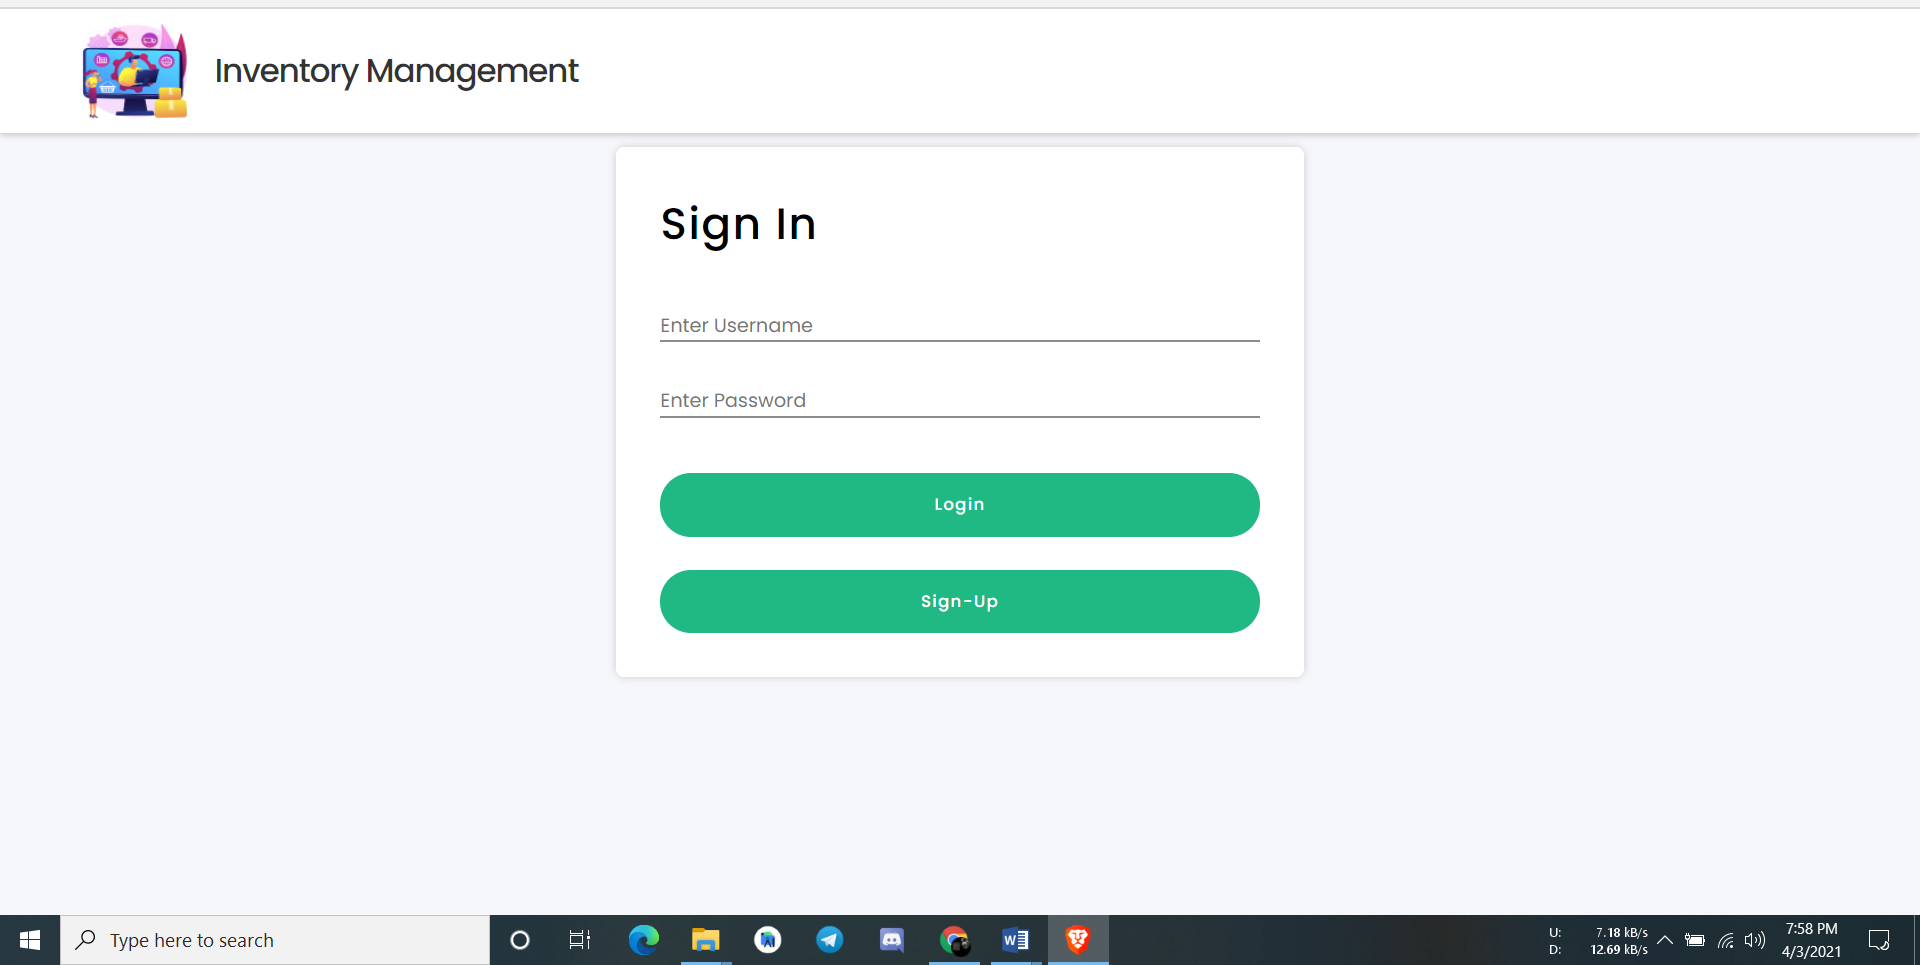 Inventory Management
Sign In
Enter Username
Enter Password
Login
Sign-Up
Type here to search
U: 7.18 kB/s
D: 12.69 kB/s
7:58 PM
4/3/2021